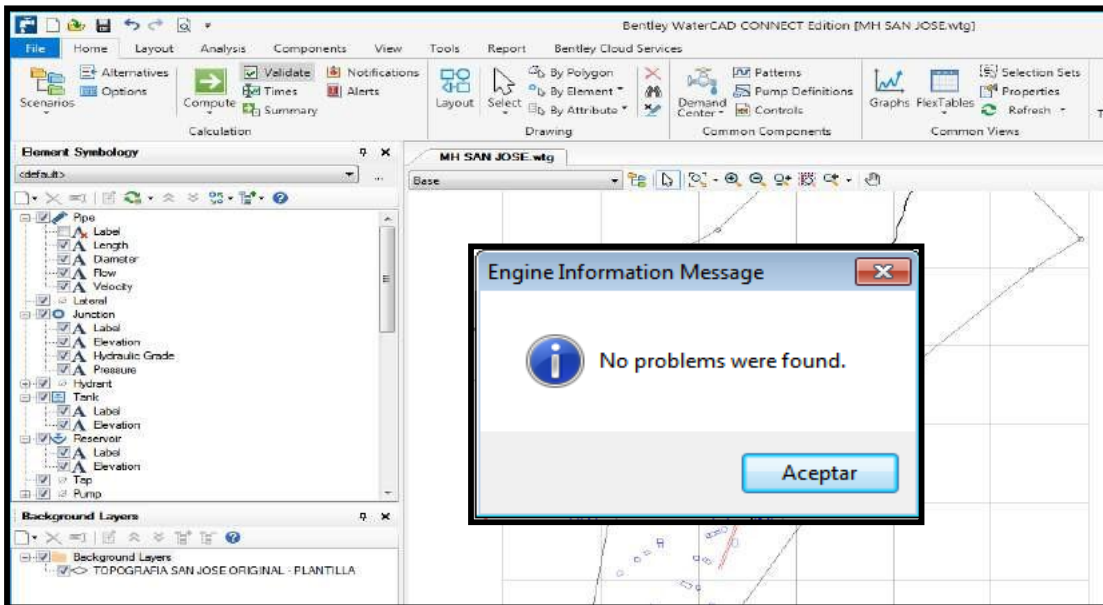 Bentley WaterCAD CONNECT Edition [MH SAN JOSE.wtg]
File Home Layout Analysis Components View Tools Report Bentley Cloud Services
Scenarios
Alternatives
Options
Compute
Validate
Times
Summary
Notifications
Alerts
Calculation
Layout
Select
By Polygon
By Element
By Attribute
Drawing
Demand
Center
Patterns
Pump Definitions
Controls
Common Components
Graphs
FlexTables
Selection Sets
Properties
Refresh
Common Views
Element Symbology
<default>
Pipe
Label
Length
Diameter
Flow
Velocity
Lateral
Junction
Label
Elevation
Hydraulic Grade
Pressure
Hydrant
Tank
Label
Elevation
Reservoir
Label
Elevation
Tap
Pump
Background Layers
Background Layers
TOPOGRAFIA SAN JOSE ORIGINAL - PLANTILLA
MH SAN JOSE.wtg
Base
Engine Information Message
No problems were found.
Aceptar